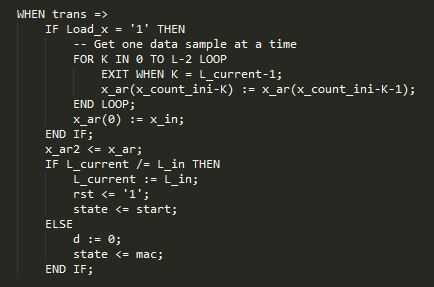 WHEN trans =>
IF Load_x = '1' THEN
-- Get one data sample at a time
FOR K IN 0 TO L-2 LOOP
EXIT WHEN K = L_current-1;
x_ar(x_count_ini-K) := x_ar(x_count_ini-K-1);
END LOOP;
x_ar(0) := x_in;
END IF;
x_ar2 <= x_ar;
IF L_current /= L_in THEN
L_current := L_in;
rst <= '1';
state <= start;
ELSE
d := 0;
state <= mac;
END IF;